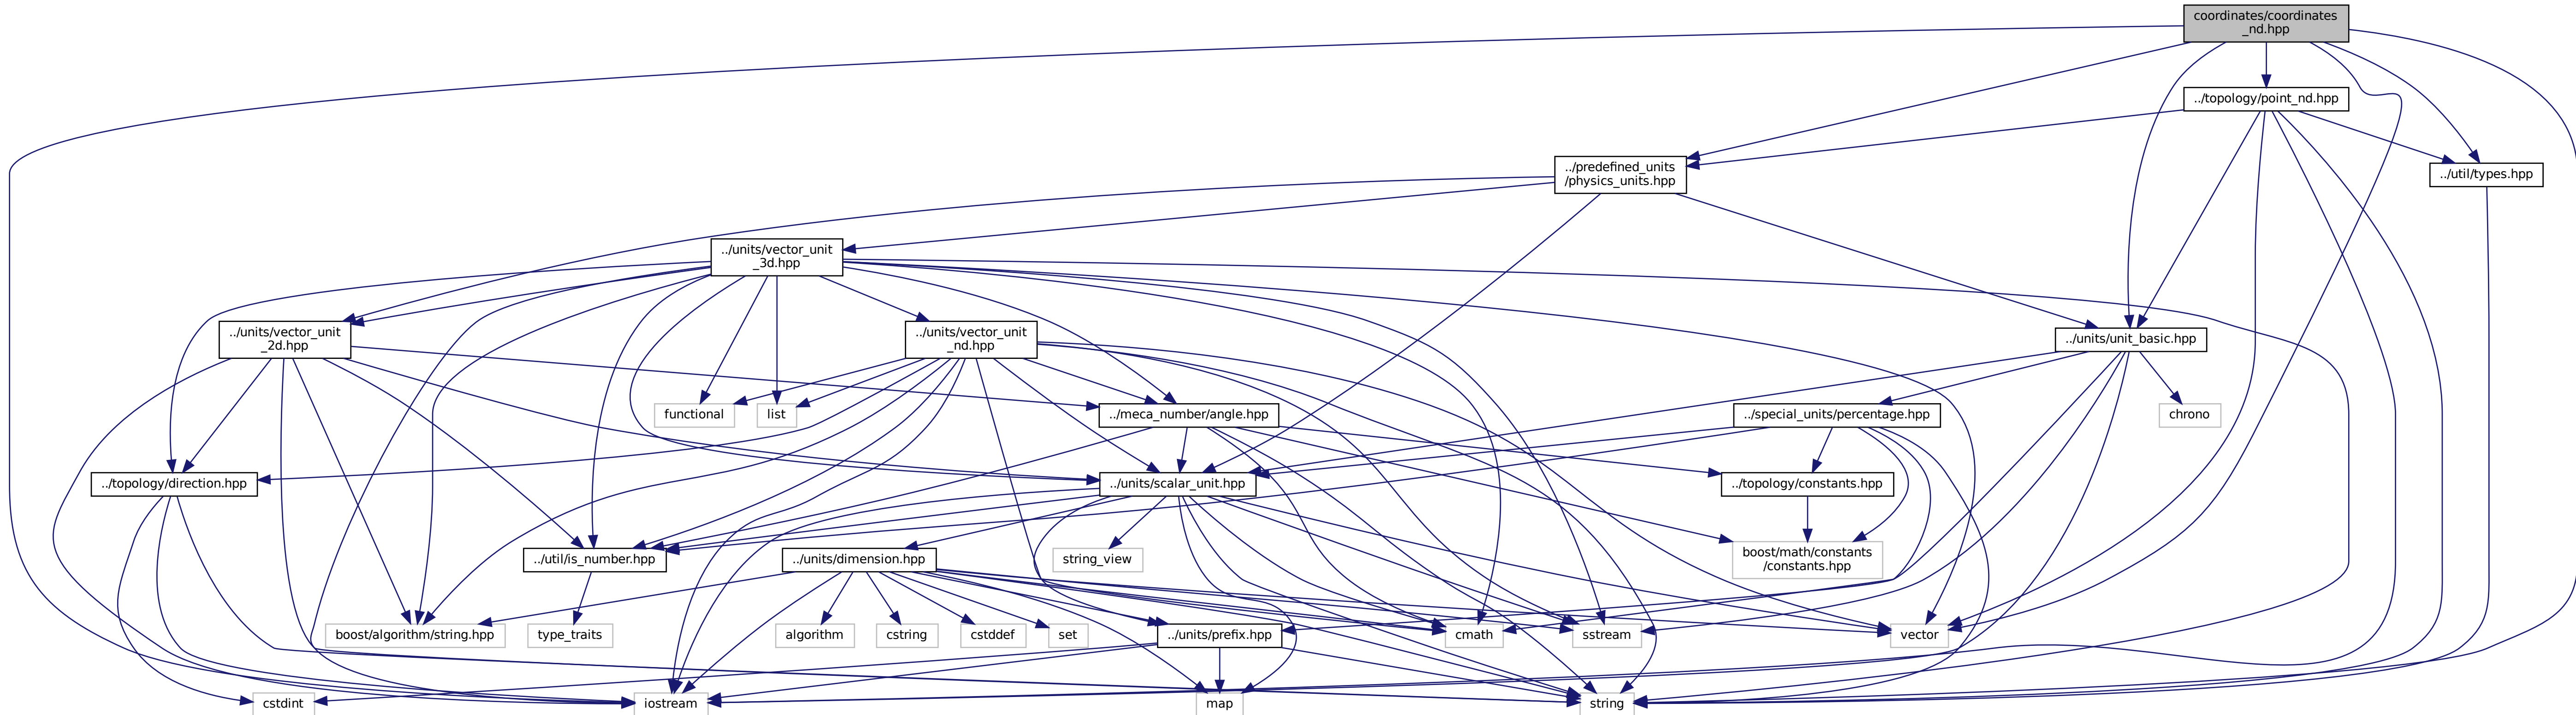 coordinates/coordinates
_nd.hpp
../topology/point_nd.hpp
../predefined_units
/physics_units.hpp
../util/types.hpp
../units/vector_unit
_3d.hpp
../units/vector_unit
_2d.hpp
../units/vector_unit
_nd.hpp
../units/unit_basic.hpp
functional
list
../meca_number/angle.hpp
../special_units/percentage.hpp
chrono
../topology/direction.hpp
../units/scalar_unit.hpp
../topology/constants.hpp
../util/is_number.hpp
../units/dimension.hpp
string_view
boost/math/constants
/constants.hpp
boost/algorithm/string.hpp
type_traits
algorithm
cstring
cstddef
set
../units/prefix.hpp
cmath
sstream
vector
cstdint
iostream
map
string